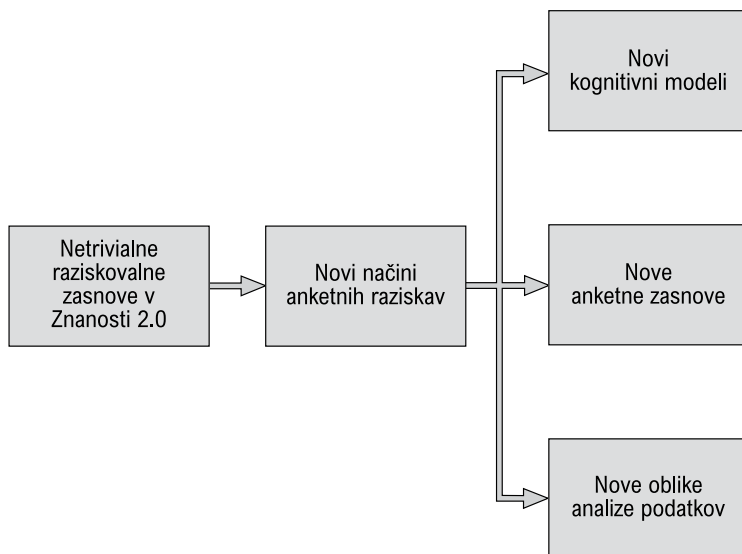 Netrivialne
raziskovalne
zasnove v
Znanosti 2.0
Novi načini
anketnih raziskav
Novi
kognitivni modeli
Nove
anketne zasnove
Nove oblike
analize podatkov